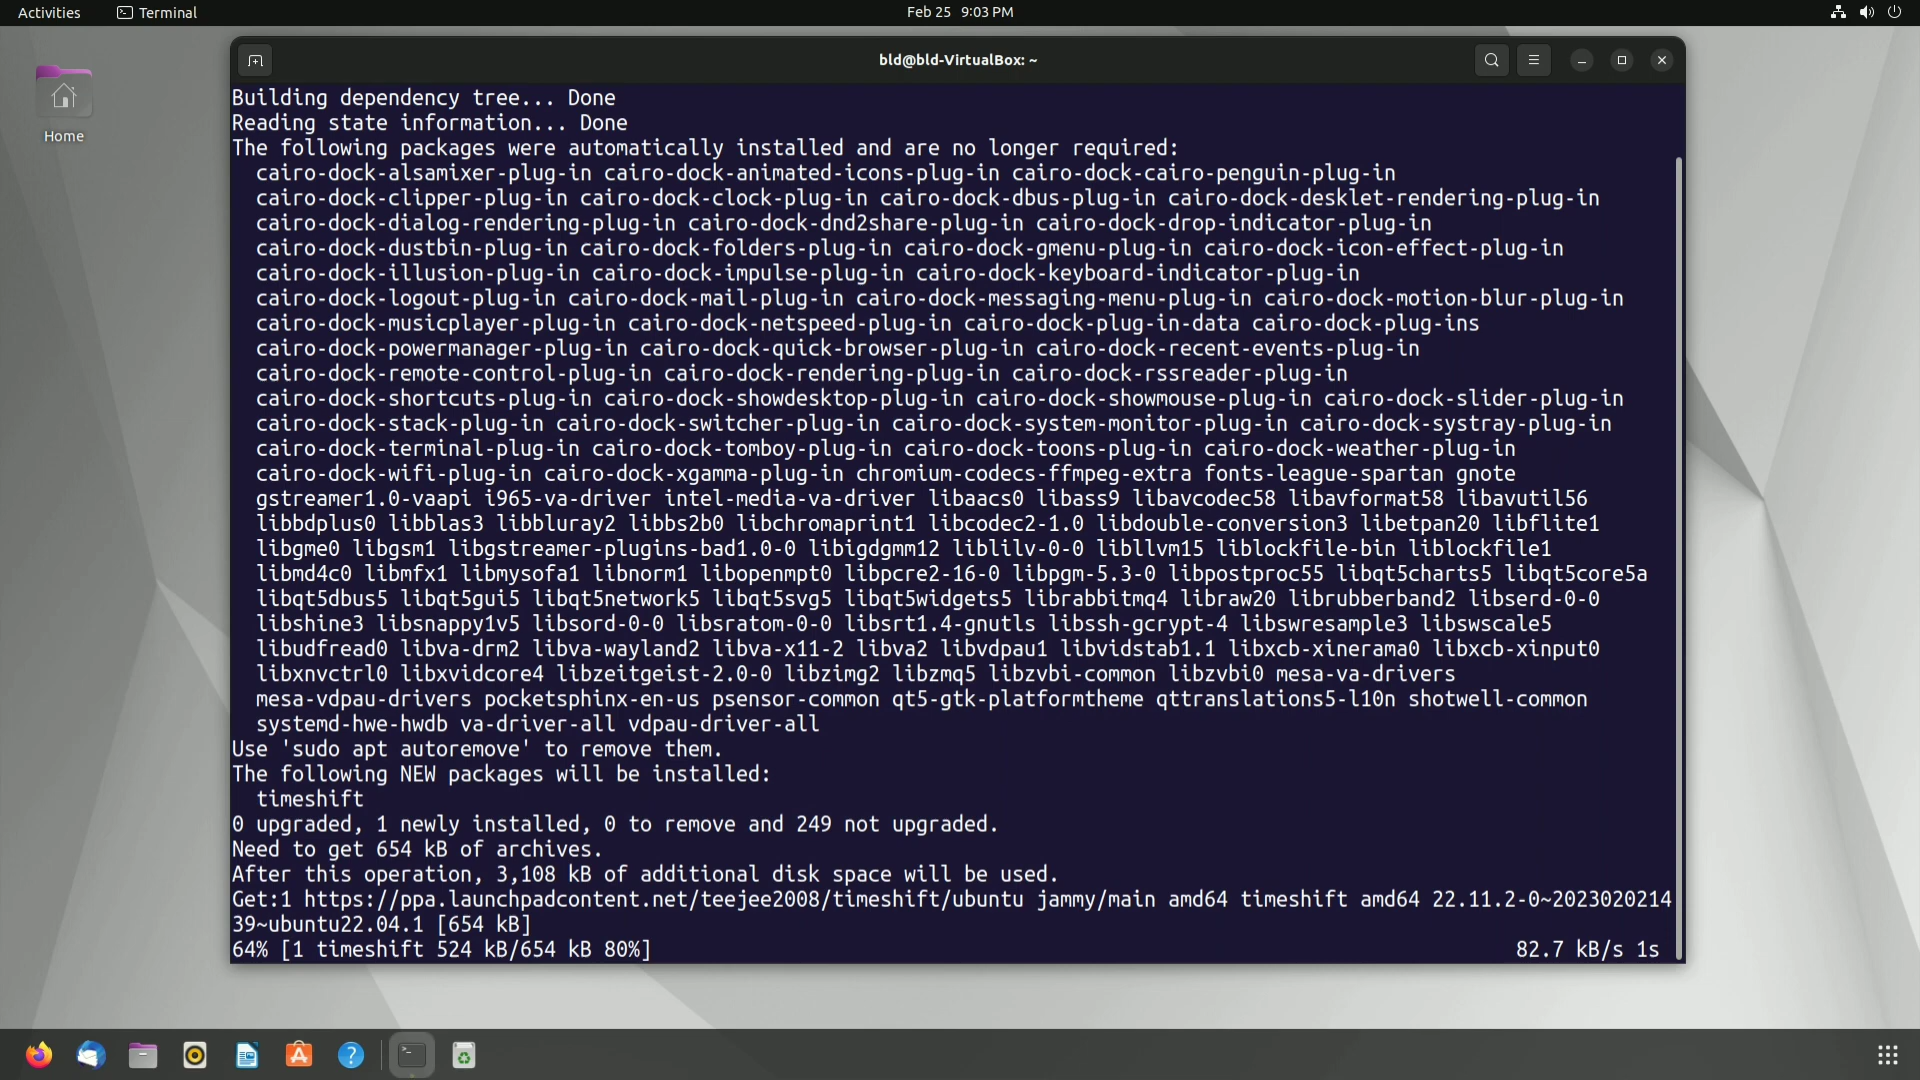 Activities Terminal Feb 25 9:03 PM
Home
bld@bld-VirtualBox: ~
Building dependency tree... Done
Reading state information... Done
The following packages were automatically installed and are no longer required:
cairo-dock-alsamixer-plug-in cairo-dock-animated-icons-plug-in cairo-dock-cairo-penguin-plug-in
cairo-dock-clipper-plug-in cairo-dock-clock-plug-in cairo-dock-dbus-plug-in cairo-dock-desklet-rendering-plug-in
cairo-dock-dialog-rendering-plug-in cairo-dock-dnd2share-plug-in cairo-dock-drop-indicator-plug-in
cairo-dock-dustbin-plug-in cairo-dock-folders-plug-in cairo-dock-gmenu-plug-in cairo-dock-icon-effect-plug-in
cairo-dock-illusion-plug-in cairo-dock-impulse-plug-in cairo-dock-keyboard-indicator-plug-in
cairo-dock-logout-plug-in cairo-dock-mail-plug-in cairo-dock-messaging-menu-plug-in cairo-dock-motion-blur-plug-in
cairo-dock-musicplayer-plug-in cairo-dock-netspeed-plug-in cairo-dock-plug-in-data cairo-dock-plug-ins
cairo-dock-powermanager-plug-in cairo-dock-quick-browser-plug-in cairo-dock-recent-events-plug-in
cairo-dock-remote-control-plug-in cairo-dock-rendering-plug-in cairo-dock-rssreader-plug-in
cairo-dock-shortcuts-plug-in cairo-dock-showdesktop-plug-in cairo-dock-showmouse-plug-in cairo-dock-slider-plug-in
cairo-dock-stack-plug-in cairo-dock-switcher-plug-in cairo-dock-system-monitor-plug-in cairo-dock-systray-plug-in
cairo-dock-terminal-plug-in cairo-dock-tomboy-plug-in cairo-dock-toons-plug-in cairo-dock-weather-plug-in
cairo-dock-wifi-plug-in cairo-dock-xgamma-plug-in chromium-codecs-ffmpeg-extra fonts-league-spartan gnote
gstreamer1.0-vaapi i965-va-driver intel-media-va-driver libaacs0 libass9 libavcodec58 libavformat58 libavutil56
libbdplus0 libblas3 libbluray2 libbs2b0 libchromaprint1 libcodec2-1.0 libdouble-conversion3 libetpan20 libflite1
libgme0 libgsm1 libgstreamer-plugins-bad1.0-0 libigdgmm12 liblilv-0-0 libllvm15 liblockfile-bin liblockfile1
libmd4c0 libmfx1 libmysofa1 libnorm1 libopenmpt0 libpcre2-16-0 libpgm-5.3-0 libpostproc55 libqt5charts5 libqt5core5a
libqt5dbus5 libqt5gui5 libqt5network5 libqt5svg5 libqt5widgets5 librabbitmq4 libraw20 librubberband2 libserd-0-0
libshine3 libsnappy1v5 libsord-0-0 libsratom-0-0 libsrt1.4-gnutls libssh-gcrypt-4 libswresample3 libswscale5
libudfread0 libva-drm2 libva-wayland2 libva-x11-2 libva2 libvdpau1 libvidstab1.1 libxcb-xinerama0 libxcb-xinput0
libxnvctrl0 libxvidcore4 libzeitgeist-2.0-0 libzimg2 libzmq5 libzvbi-common libzvbi0 mesa-va-drivers
mesa-vdpau-drivers pocketsphinx-en-us psensor-common qt5-gtk-platformtheme qttranslations5-l10n shotwell-common
systemd-hwe-hwdb va-driver-all vdpau-driver-all
Use 'sudo apt autoremove' to remove them.
The following NEW packages will be installed:
timeshift
0 upgraded, 1 newly installed, 0 to remove and 249 not upgraded.
Need to get 654 kB of archives.
After this operation, 3,108 kB of additional disk space will be used.
Get:1 https://ppa.launchpadcontent.net/teejee2008/timeshift/ubuntu jammy/main amd64 timeshift amd64 22.11.2-0~2023020214
39~ubuntu22.04.1 [654 kB]
64% [1 timeshift 524 kB/654 kB 80%] 82.7 kB/s 1s